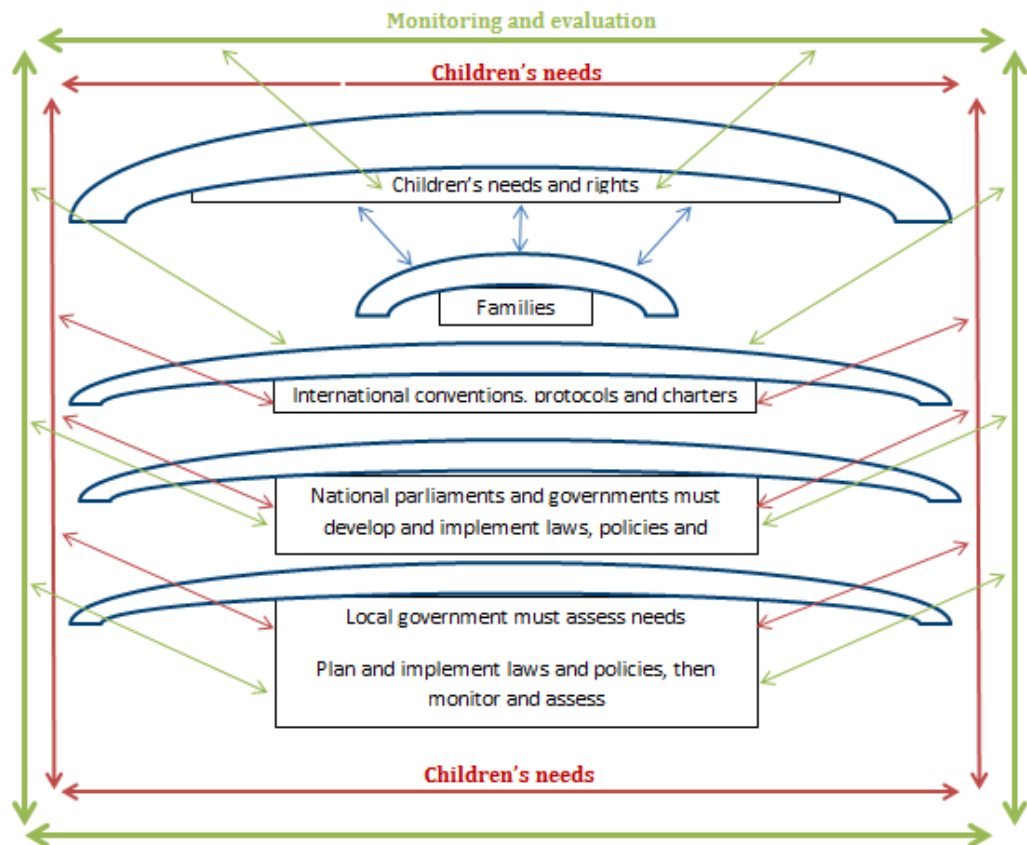 Monitoring and evaluation
Children’s needs
Children’s needs and rights
Families
International conventions, protocols and charters
National parliaments and governments must
develop and implement laws, policies and
Local government must assess needs
Plan and implement laws and policies, then
monitor and assess
Children’s needs